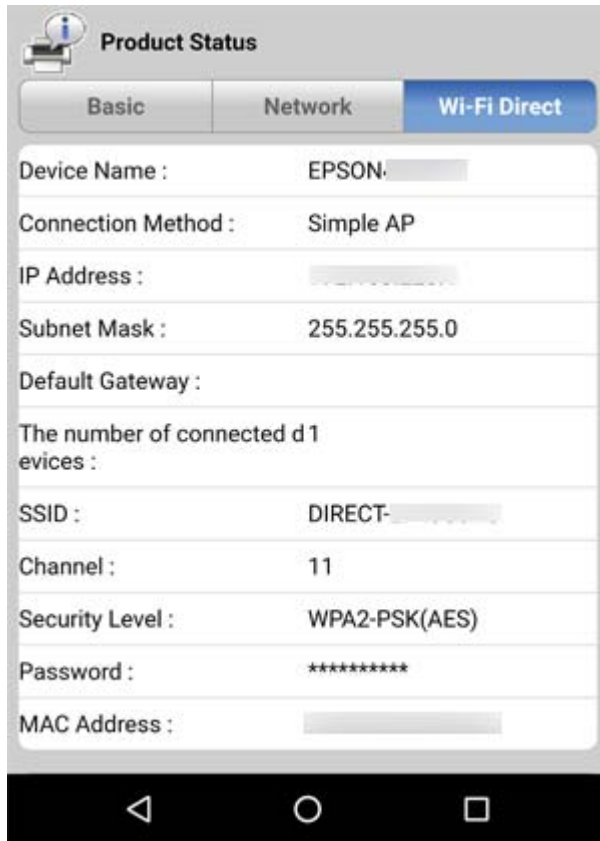 Product Status
Basic Network Wi-Fi Direct
Device Name : EPSON
Connection Method : Simple AP
IP Address :
Subnet Mask : 255.255.255.0
Default Gateway :
The number of connected d 1
evices :
SSID : DIRECT-
Channel : 11
Security Level : WPA2-PSK(AES)
Password : **********
MAC Address :